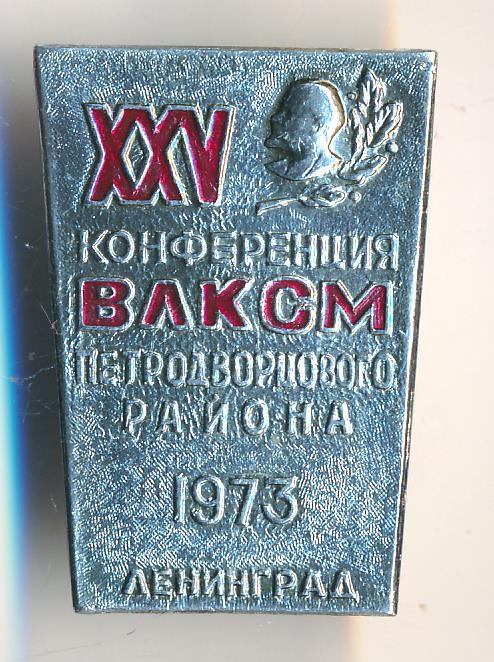 XXV
КОНФЕРЕНЦИЯ
ВЛКСМ
ПЕТРОДВОРЦОВОГО
РАЙОНА
1973
ЛЕНИНГРАД